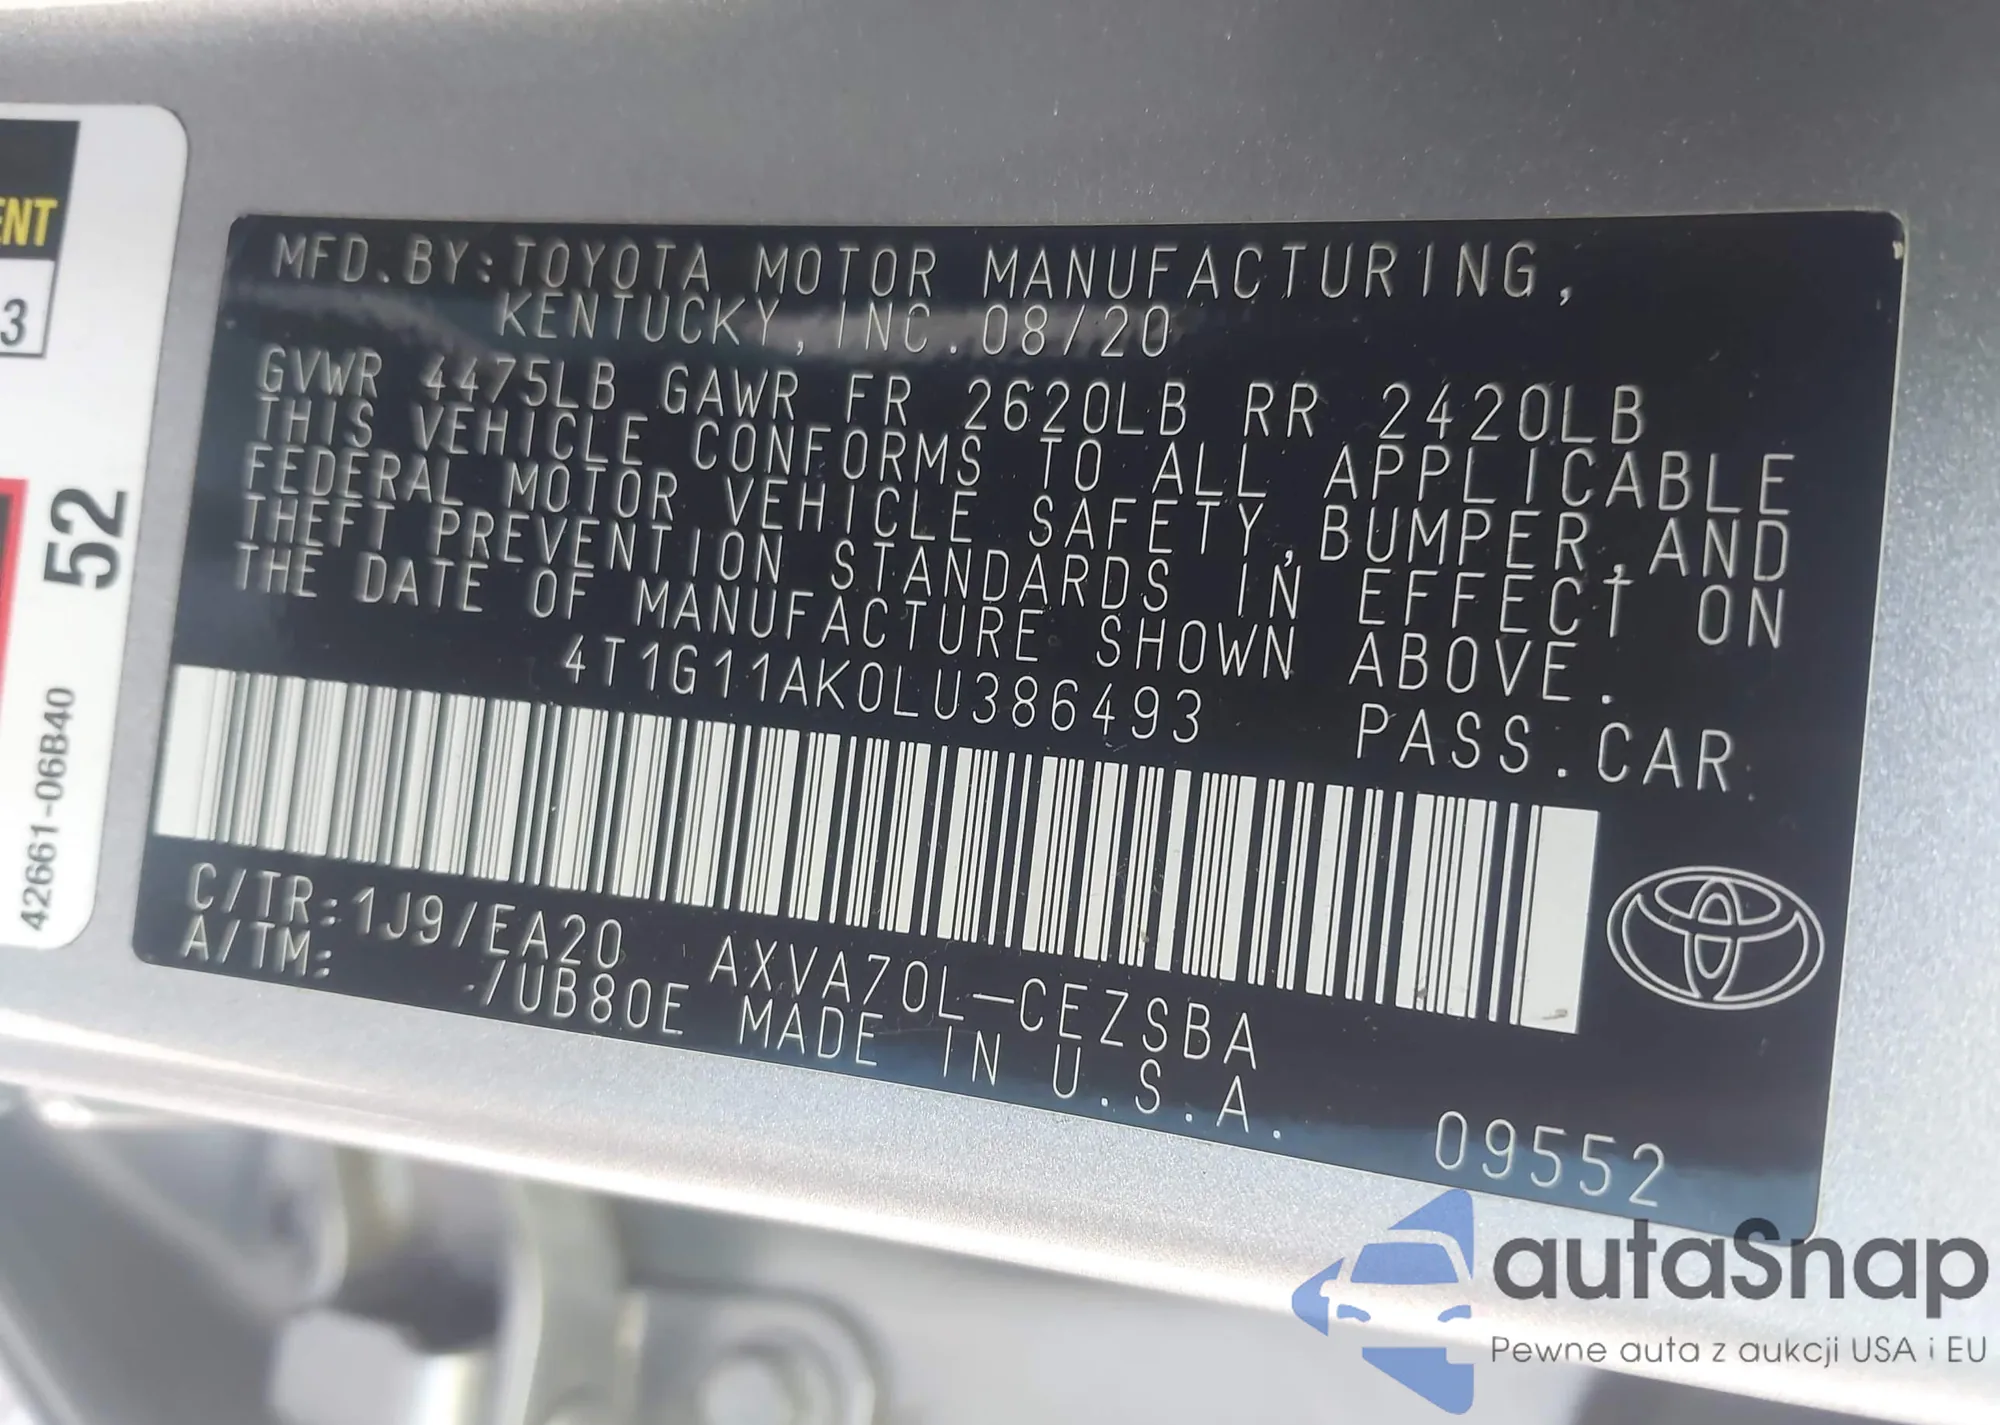 ENT
3
52
42661-06B40
MFD.BY:TOYOTA MOTOR MANUFACTURING,
KENTUCKY, INC.08/20
GVWR 4475LB GAWR FR 2620LB RR 2420LB
THIS VEHICLE CONFORMS TO ALL APPLICABLE
FEDERAL MOTOR VEHICLE SAFETY,BUMPER,AND
THEFT PREVENTION STANDARDS IN EFFECT ON
THE DATE OF MANUFACTURE SHOWN ABOVE.
4T1G11AK0LU386493 PASS.CAR
C/TR:1J9/EA20 AXVA70L-CEZSBA
A/TM: -/UB80E MADE IN U.S.A.
09552
autaSnap
Pewne auta z aukcji USA i EU